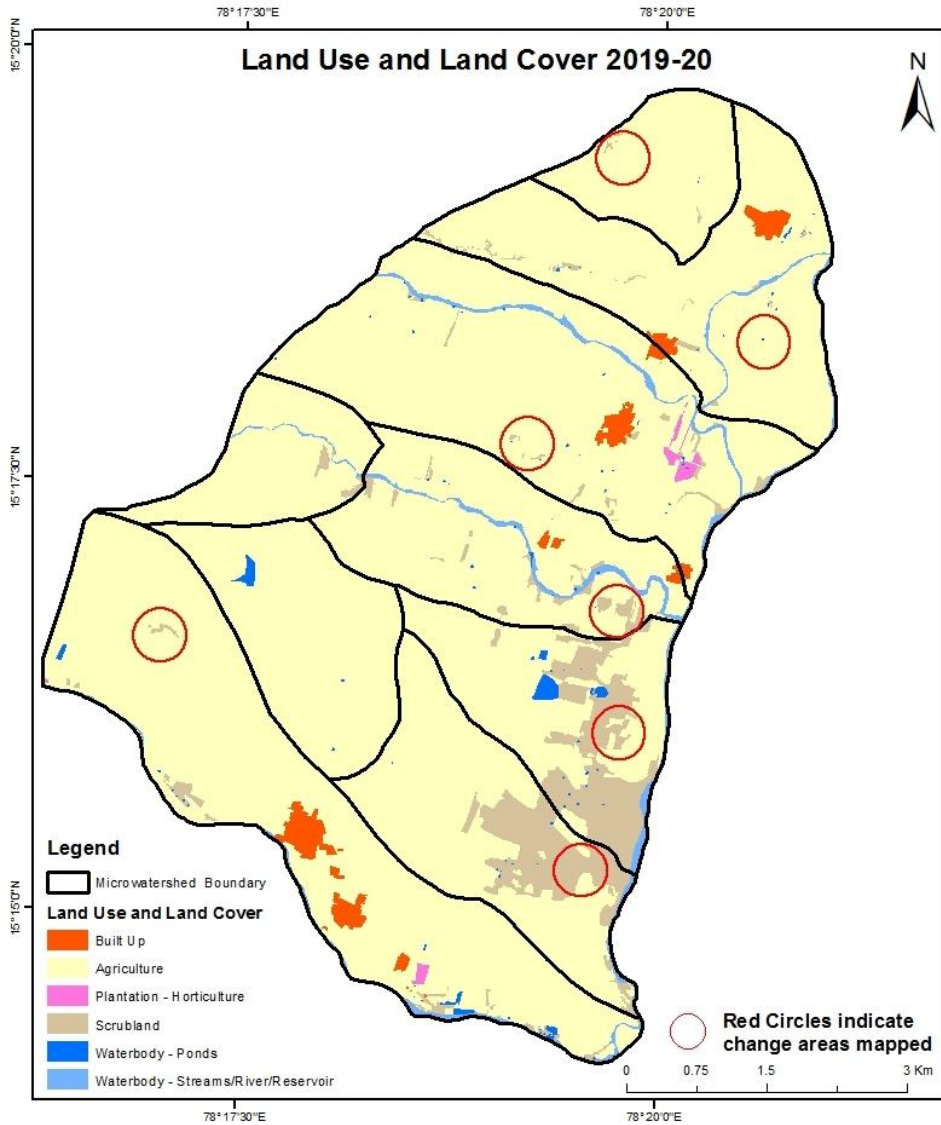 78°17'30"E
78°20'0"E
15°20'0"N
Land Use and Land Cover 2019-20
N
15°17'30"N
15°15'0"N
Legend
Microwatershed Boundary
Land Use and Land Cover
Built Up
Agriculture
Plantation - Horticulture
Scrubland
Waterbody - Ponds
Waterbody - Streams/River/Reservoir
Red Circles indicate
change areas mapped
0 0.75 1.5 3 Km
78°17'30"E
78°20'0"E